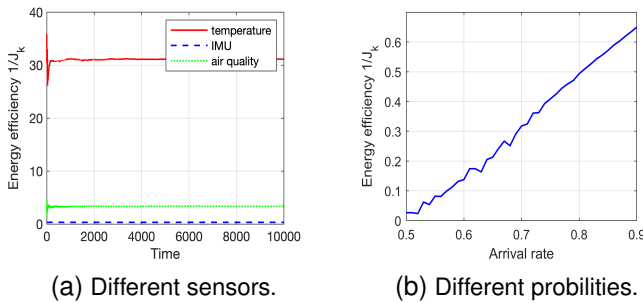 Energy efficiency 1/J_k
40
30
20
10
0
0 2000 4000 6000 8000 10000
Time
temperature
IMU
air quality
(a) Different sensors.
Energy efficiency 1/J_k
0.6
0.5
0.4
0.3
0.2
0.1
0
0.5 0.6 0.7 0.8 0.9
Arrival rate
(b) Different probilities.